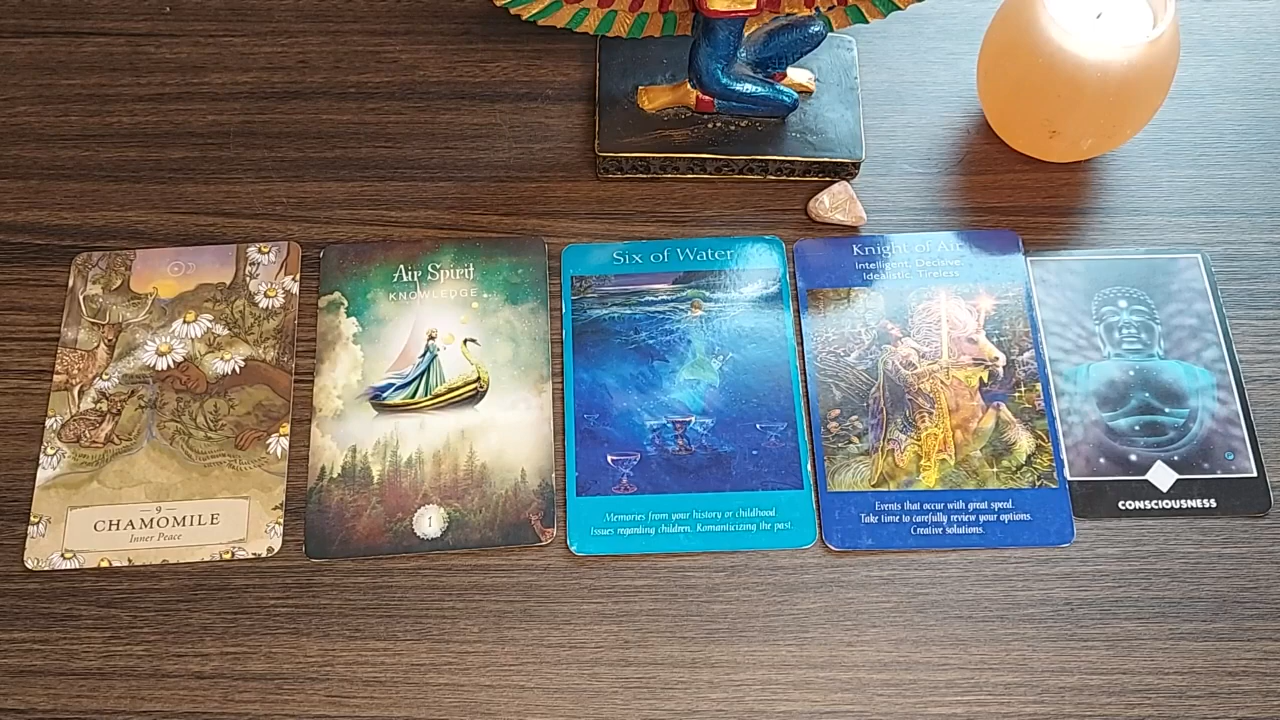 - 9 -
CHAMOMILE
Inner Peace
Air Spirit
KNOWLEDGE
1
Six of Water
Memories from your history or childhood.
Issues regarding children. Romanticizing the past.
Knight of Air
Intelligent, Decisive,
Idealistic, Tireless
Events that occur with great speed.
Take time to carefully review your options.
Creative solutions.
CONSCIOUSNESS